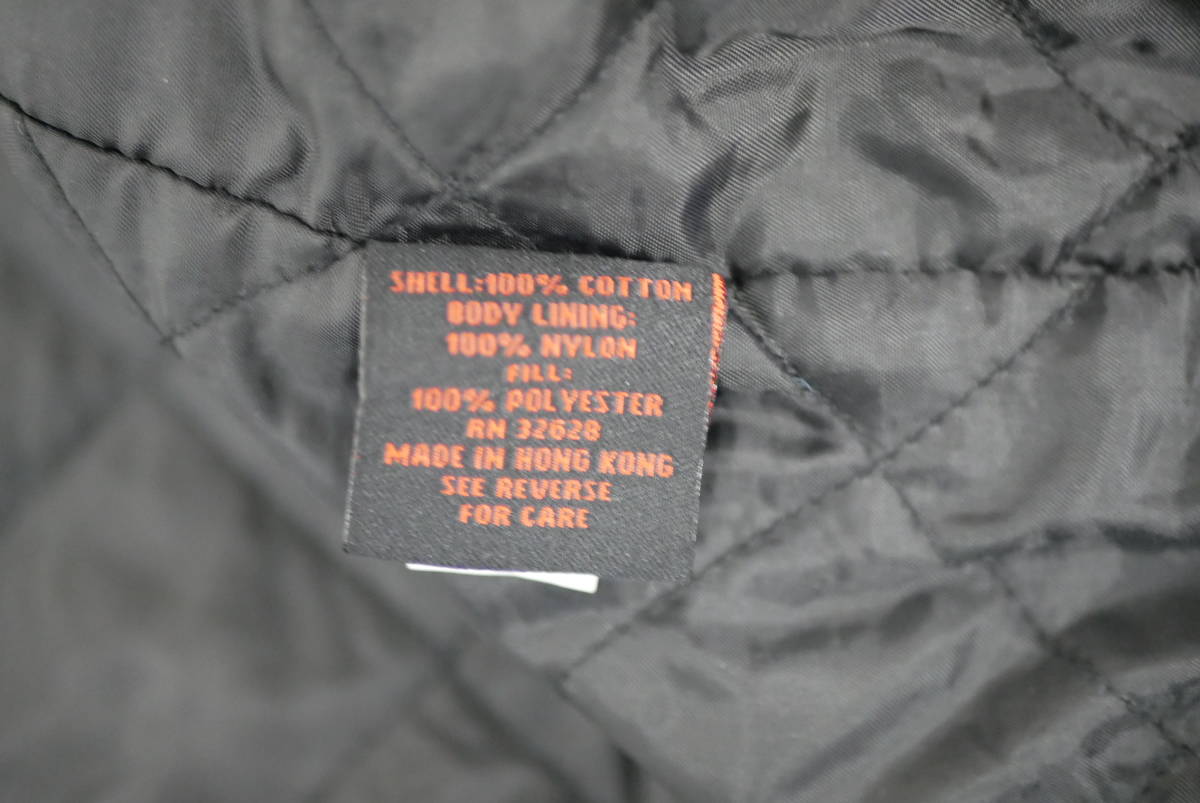 SHELL:100% COTTON
BODY LINING:
100% NYLON
FILL:
100% POLYESTER
RN 32628
MADE IN HONG KONG
SEE REVERSE
FOR CARE